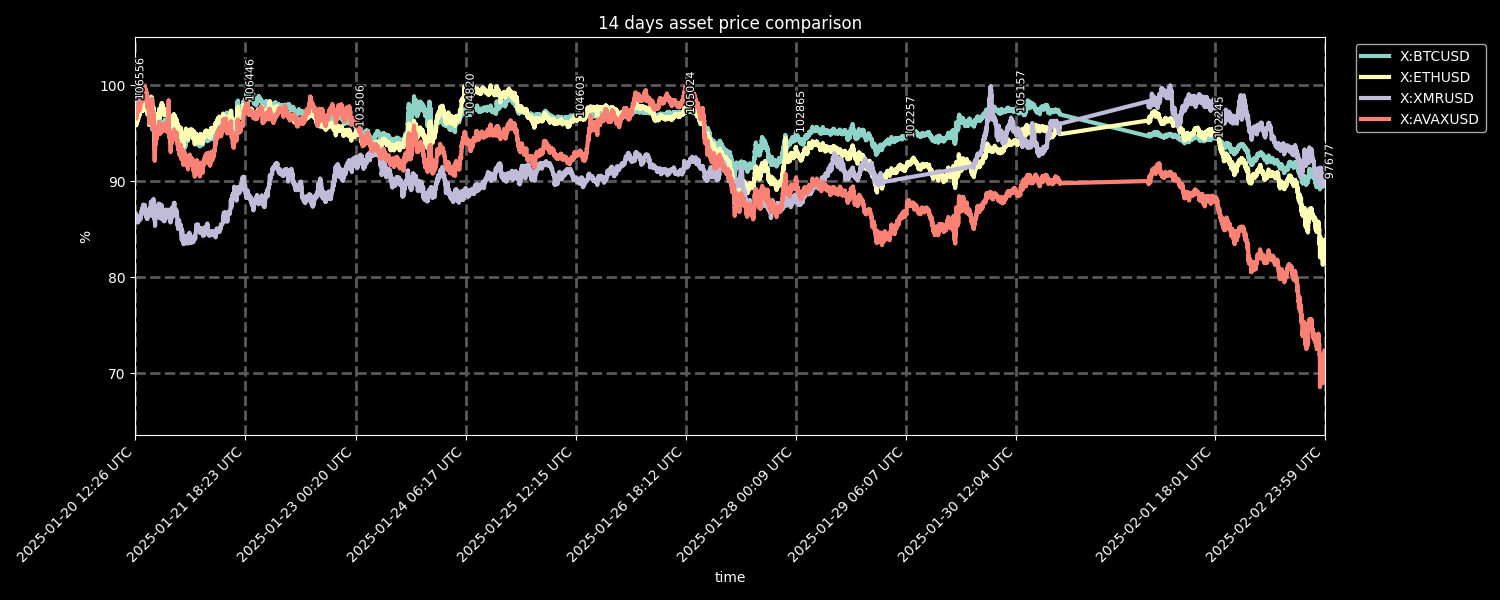 14 days asset price comparison
X:BTCUSD
X:ETHUSD
X:XMRUSD
X:AVAXUSD
%
100
90
80
70
106556
106446
103506
104820
104603
105024
102865
102257
105157
102245
97677
2025-01-20 12:26 UTC
2025-01-21 18:23 UTC
2025-01-23 00:20 UTC
2025-01-24 06:17 UTC
2025-01-25 12:15 UTC
2025-01-26 18:12 UTC
2025-01-28 00:09 UTC
2025-01-29 06:07 UTC
2025-01-30 12:04 UTC
2025-02-01 18:01 UTC
2025-02-02 23:59 UTC
time